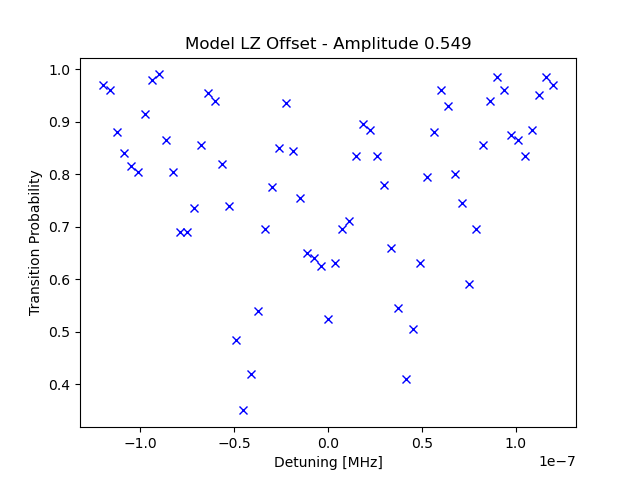 Model LZ Offset - Amplitude 0.549
1.0
0.9
0.8
0.7
0.6
0.5
0.4
Transition Probability
−1.0 −0.5 0.0 0.5 1.0
1e−7
Detuning [MHz]